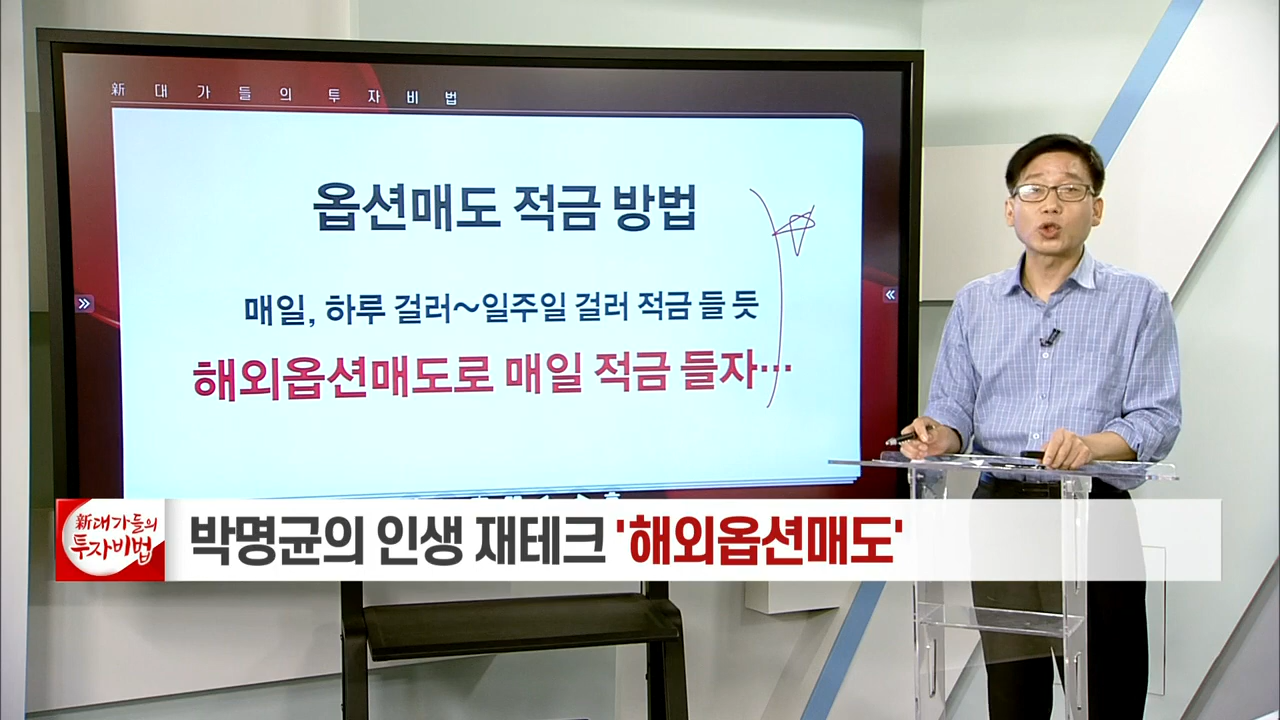 新 대가들의 투자비법
옵션매도 적금 방법
매일, 하루 걸러~일주일 걸러 적금 들 듯
해외옵션매도로 매일 적금 들자…
新대가들의
투자비법
박명균의 인생 재테크 '해외옵션매도'